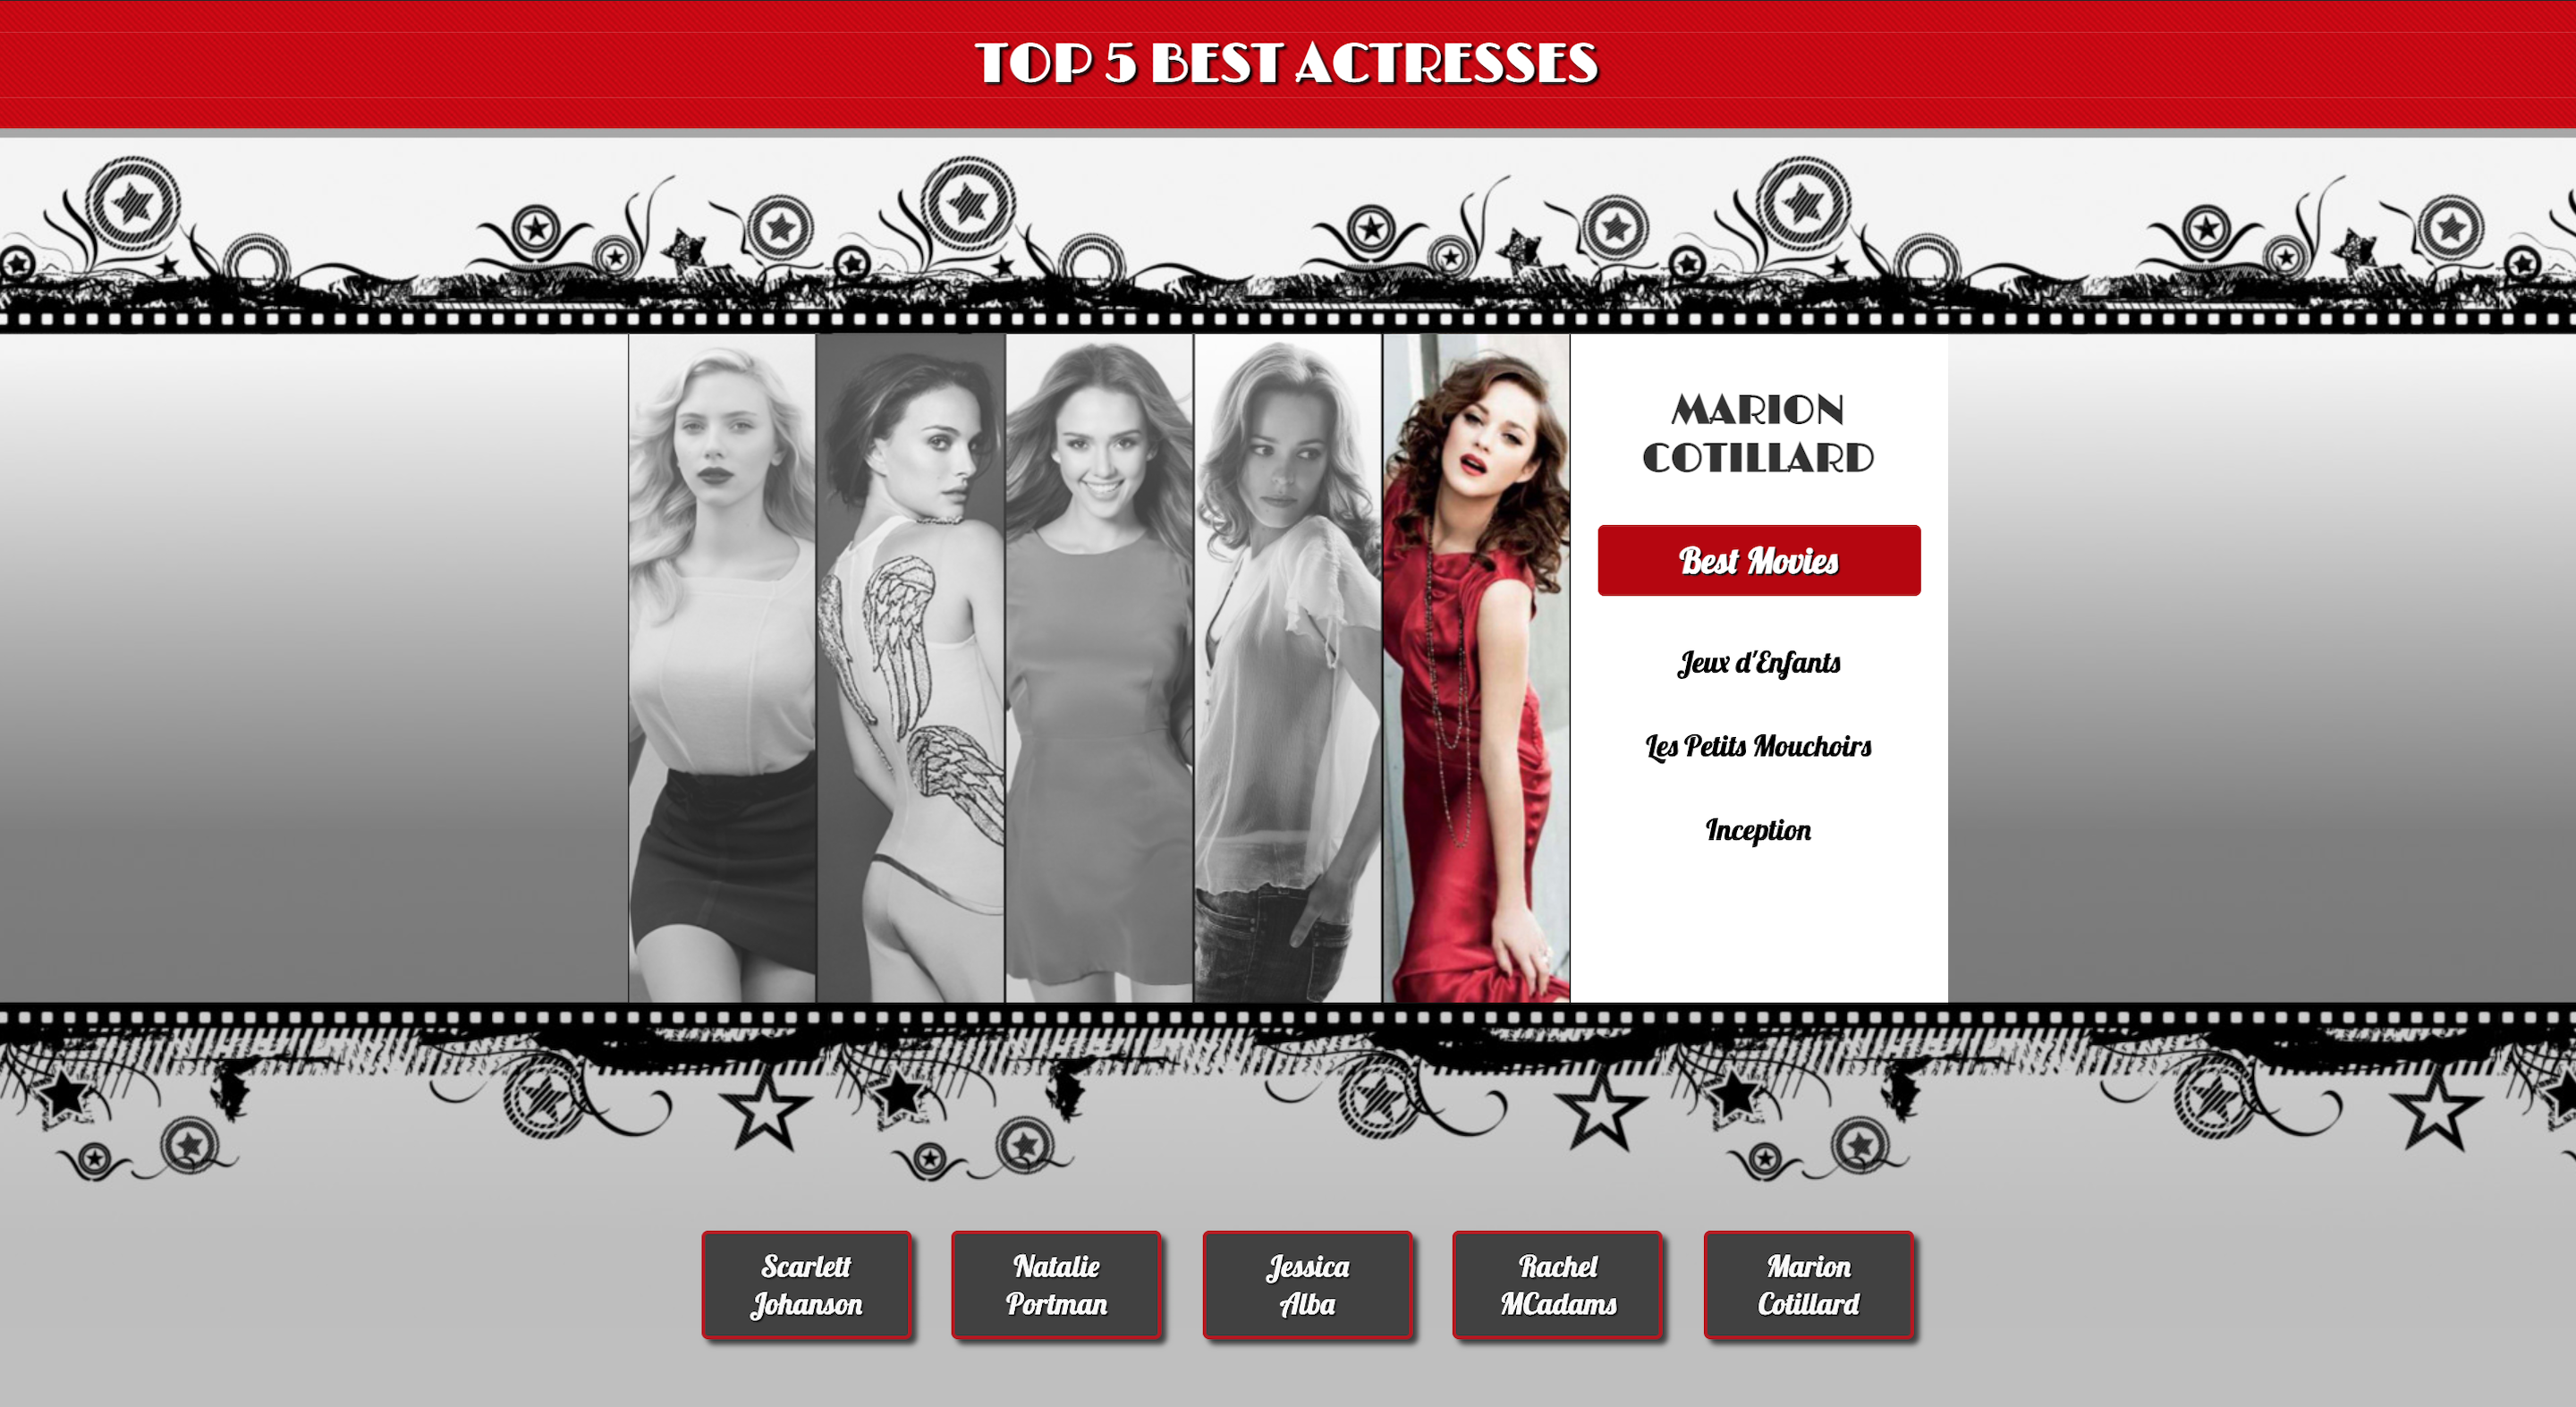 TOP 5 BEST ACTRESSES
MARION
COTILLARD
Best Movies
Jeux d'Enfants
Les Petits Mouchoirs
Inception
Scarlett
Johanson
Natalie
Portman
Jessica
Alba
Rachel
MCadams
Marion
Cotillard